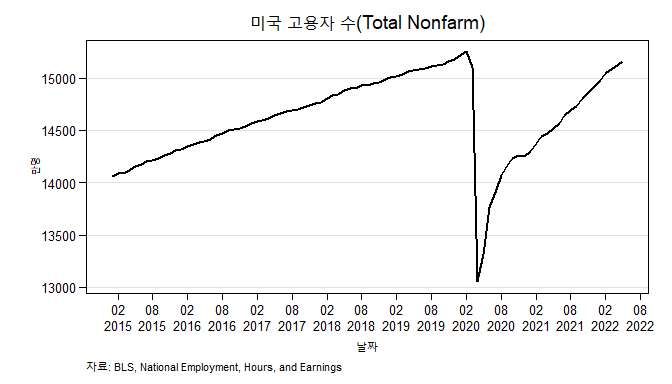 미국 고용자 수(Total Nonfarm)
만명
15000
14500
14000
13500
13000
02 08 02 08 02 08 02 08 02 08 02 08 02 08 02 08
2015 2015 2016 2016 2017 2017 2018 2018 2019 2019 2020 2020 2021 2021 2022 2022
날짜
자료: BLS, National Employment, Hours, and Earnings